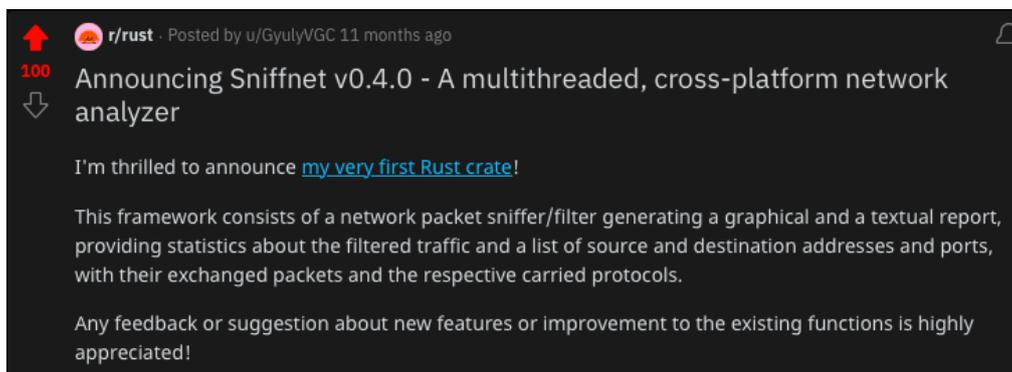 r/rust · Posted by u/GyulyVGC 11 months ago
100
Announcing Sniffnet v0.4.0 - A multithreaded, cross-platform network
analyzer
I'm thrilled to announce my very first Rust crate!
This framework consists of a network packet sniffer/filter generating a graphical and a textual report,
providing statistics about the filtered traffic and a list of source and destination addresses and ports,
with their exchanged packets and the respective carried protocols.
Any feedback or suggestion about new features or improvement to the existing functions is highly
appreciated!